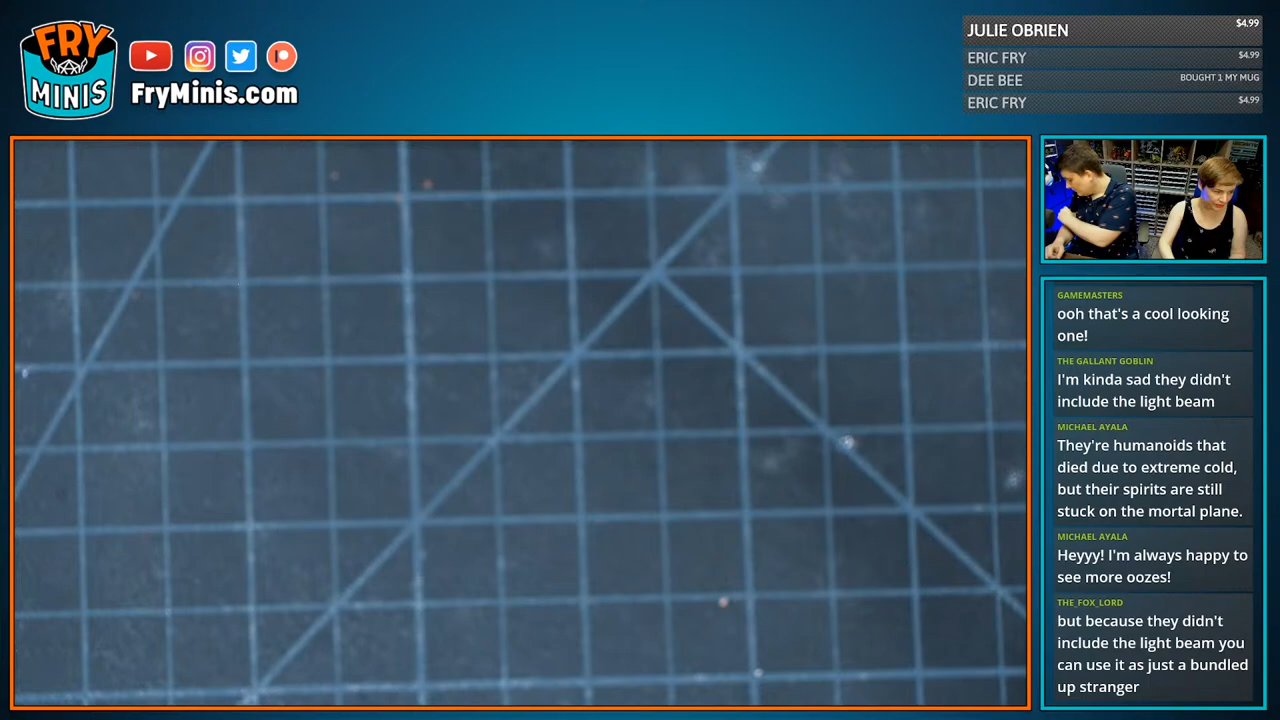 FRY
MINIS
FryMinis.com
JULIE OBRIEN $4.99
ERIC FRY $4.99
DEE BEE BOUGHT 1 MY MUG
ERIC FRY $4.99
GAMEMASTERS
ooh that's a cool looking
one!
THE GALLANT GOBLIN
I'm kinda sad they didn't
include the light beam
MICHAEL AYALA
They're humanoids that
died due to extreme cold,
but their spirits are still
stuck on the mortal plane.
MICHAEL AYALA
Heyyy! I'm always happy to
see more oozes!
THE_FOX_LORD
but because they didn't
include the light beam you
can use it as just a bundled
up stranger